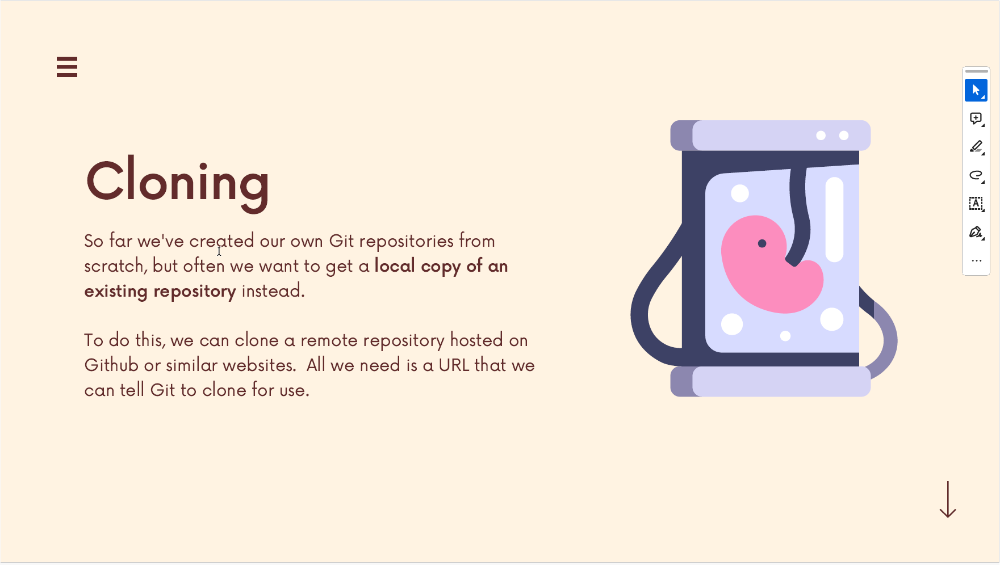 Cloning
So far we've created our own Git repositories from
scratch, but often we want to get a local copy of an
existing repository instead.
To do this, we can clone a remote repository hosted on
Github or similar websites.  All we need is a URL that we
can tell Git to clone for use.
A